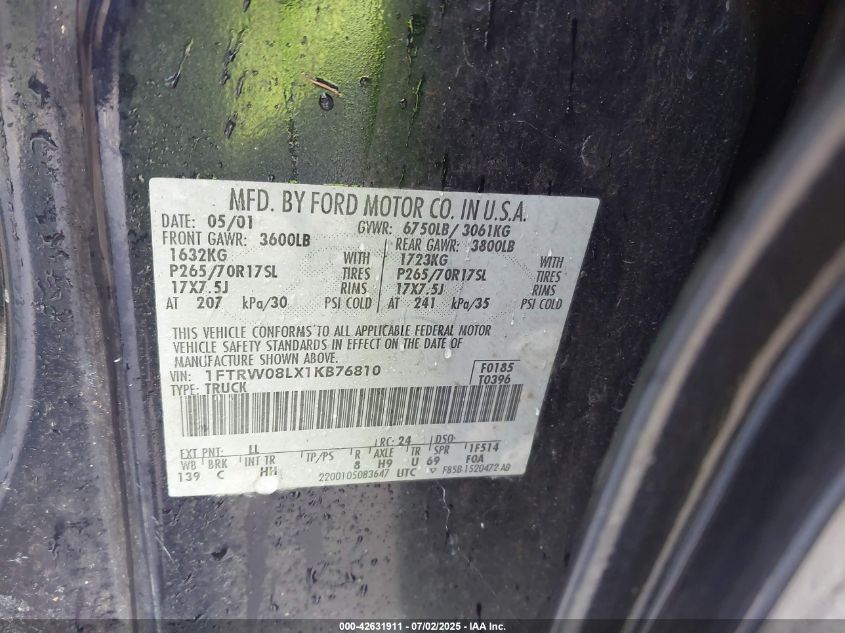 MFD. BY FORD MOTOR CO. IN U.S.A.
DATE: 05/01 GVWR: 6750LB/ 3061KG
FRONT GAWR: 3600LB REAR GAWR: 3800LB
1632KG WITH 1723KG WITH
P265/70R17SL TIRES P265/70R17SL TIRES
17X7.5J RIMS 17X7.5J RIMS
AT 207 kPa/30 PSI COLD AT 241 kPa/35 PSI COLD
THIS VEHICLE CONFORMS TO ALL APPLICABLE FEDERAL MOTOR
VEHICLE SAFETY STANDARDS IN EFFECT ON THE DATE OF
MANUFACTURE SHOWN ABOVE.
VIN: 1FTRW08LX1KB76810 F0185
TYPE: TRUCK T0396
EXT PNT: LL RC: 24 DSO:
WB BRK INT TR TP/PS R AXLE TR SPR 1F514
139 C HH 8 H9 U 69 F0A
2200105083647 UTC F85B-1520472-AB
000-42631911 - 07/02/2025 - IAA Inc.